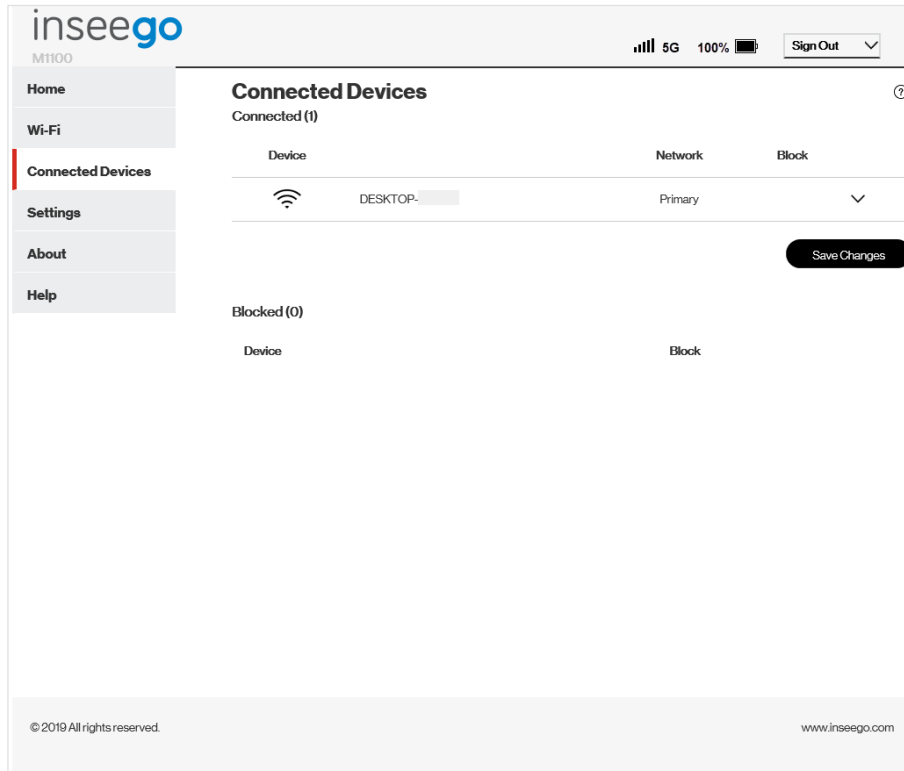 inseego
M1100
5G 100% Sign Out
Home
Wi-Fi
Connected Devices
Settings
About
Help
Connected Devices
?
Connected (1)
Device Network Block
DESKTOP- Primary
Save Changes
Blocked (0)
Device Block
© 2019 All rights reserved. www.inseego.com